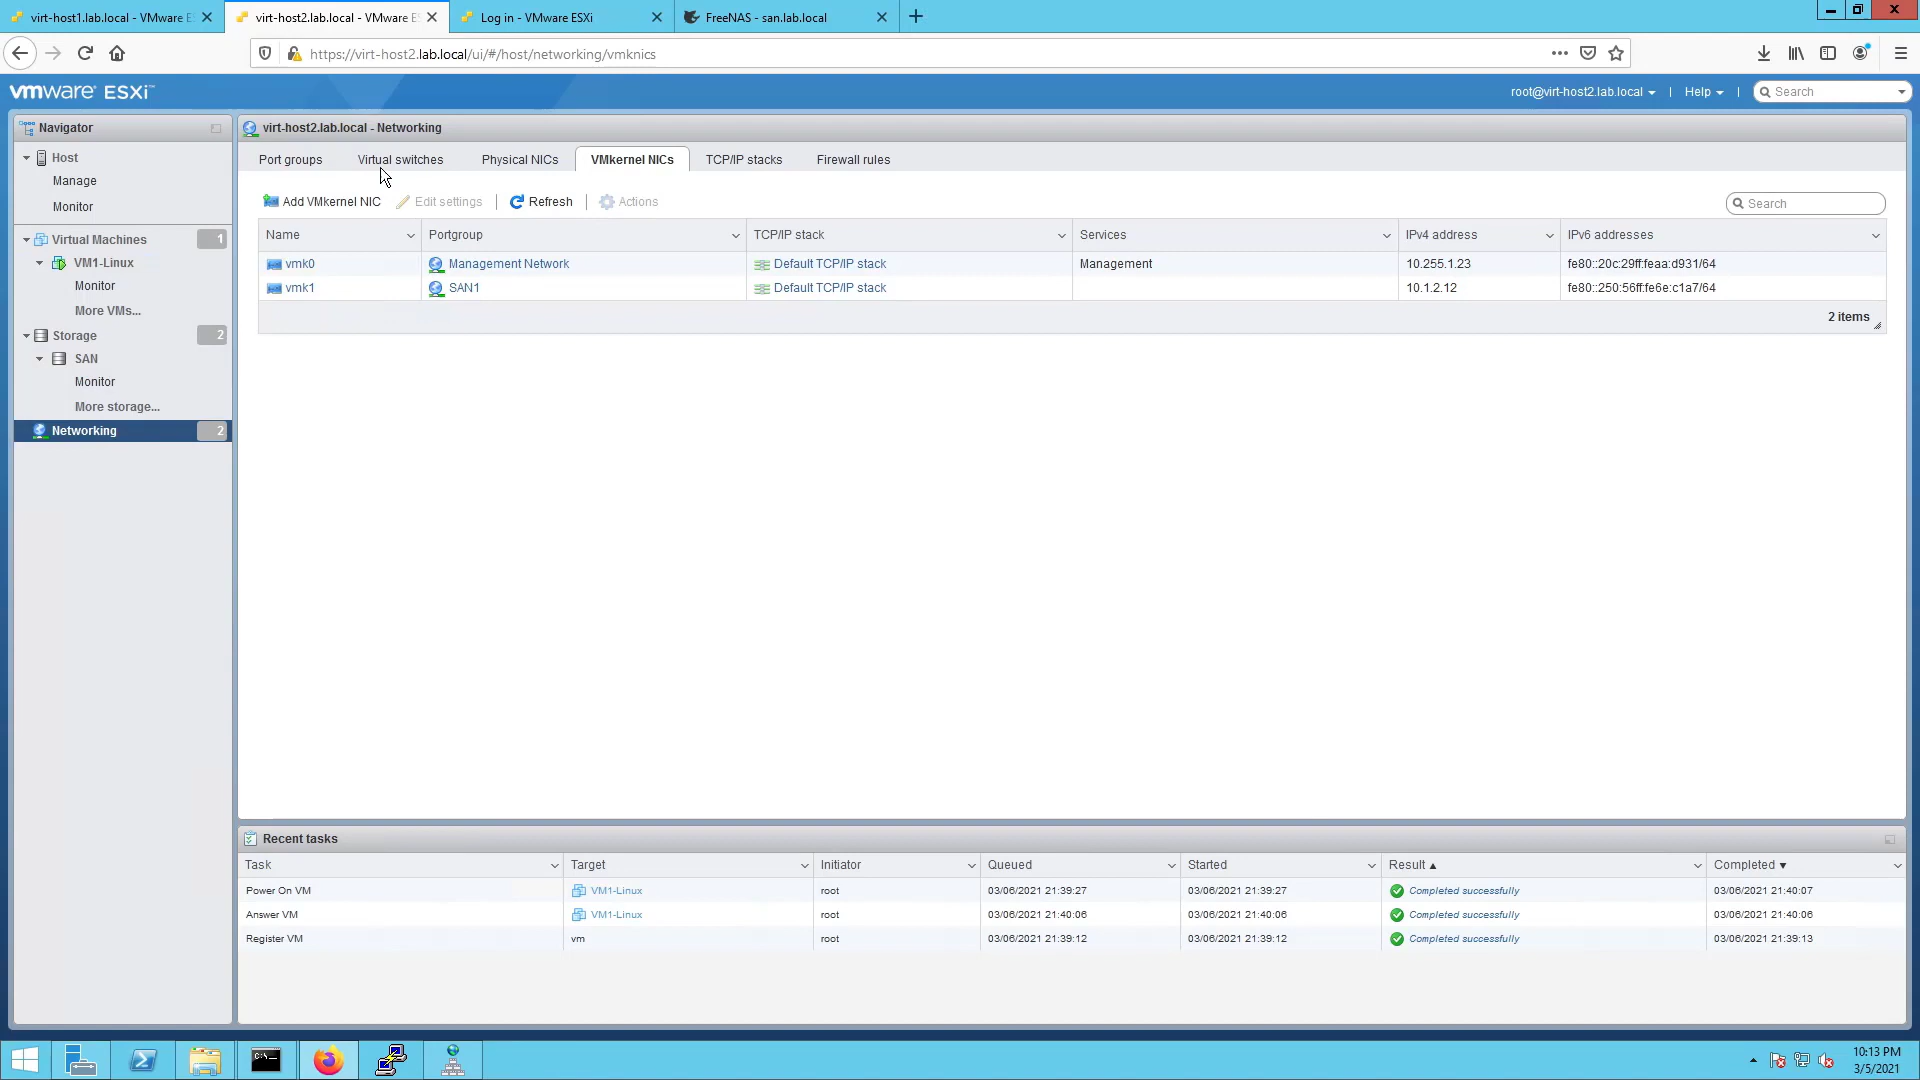 virt-host1.lab.local - VMware E
virt-host2.lab.local - VMware E
Log in - VMware ESXi
FreeNAS - san.lab.local
https://virt-host2.lab.local/ui/#/host/networking/vmknics
vmware ESXi™
root@virt-host2.lab.local
|
Help
|
Search
Navigator
Host
Manage
Monitor
Virtual Machines 1
VM1-Linux
Monitor
More VMs...
Storage 2
SAN
Monitor
More storage...
Networking 2
virt-host2.lab.local - Networking
Port groups
Virtual switches
Physical NICs
VMkernel NICs
TCP/IP stacks
Firewall rules
Add VMkernel NIC
Edit settings
Refresh
Actions
Search
Name Portgroup TCP/IP stack Services IPv4 address IPv6 addresses
vmk0 Management Network Default TCP/IP stack Management 10.255.1.23 fe80::20c:29ff:feaa:d931/64
vmk1 SAN1 Default TCP/IP stack 10.1.2.12 fe80::250:56ff:fe6e:c1a7/64
2 items
Recent tasks
Task Target Initiator Queued Started Result Completed
Power On VM VM1-Linux root 03/06/2021 21:39:27 03/06/2021 21:39:27 Completed successfully 03/06/2021 21:40:07
Answer VM VM1-Linux root 03/06/2021 21:40:06 03/06/2021 21:40:06 Completed successfully 03/06/2021 21:40:06
Register VM vm root 03/06/2021 21:39:12 03/06/2021 21:39:12 Completed successfully 03/06/2021 21:39:13
10:13 PM
3/5/2021